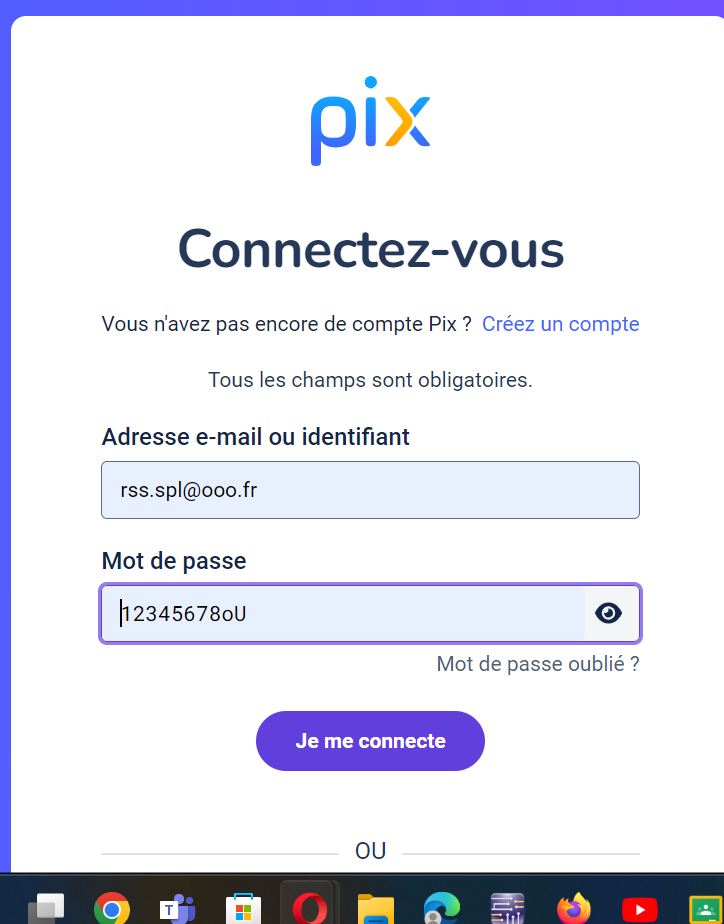 pix
Connectez-vous
Vous n'avez pas encore de compte Pix ? Créez un compte
Tous les champs sont obligatoires.
Adresse e-mail ou identifiant
rss.spl@ooo.fr
Mot de passe
12345678oU
Mot de passe oublié ?
Je me connecte
OU
T